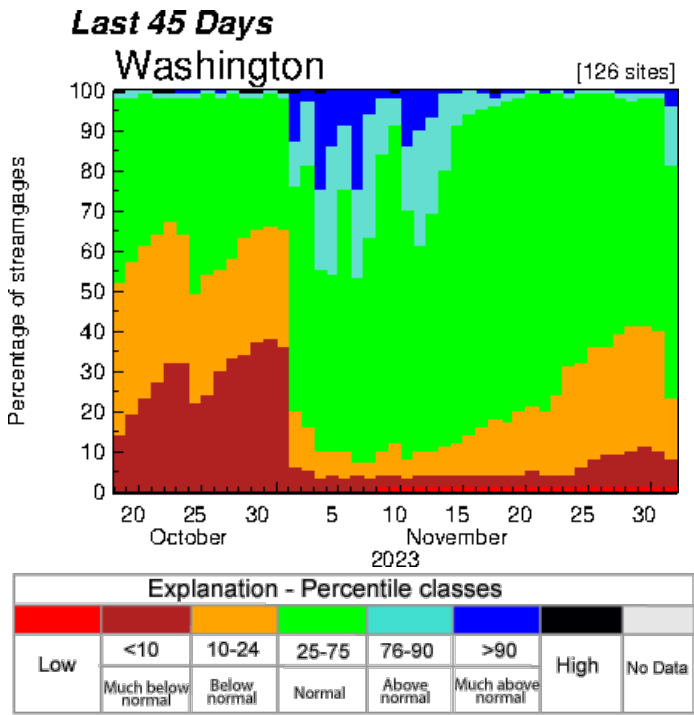 Last 45 Days
Washington
[126 sites]
Percentage of streamgages
100
90
80
70
60
50
40
30
20
10
0
20 25 30 5 10 15 20 25 30
October November
2023
Explanation - Percentile classes
Low <10 10-24 25-75 76-90 >90 High No Data
Much below normal Below normal Normal Above normal Much above normal